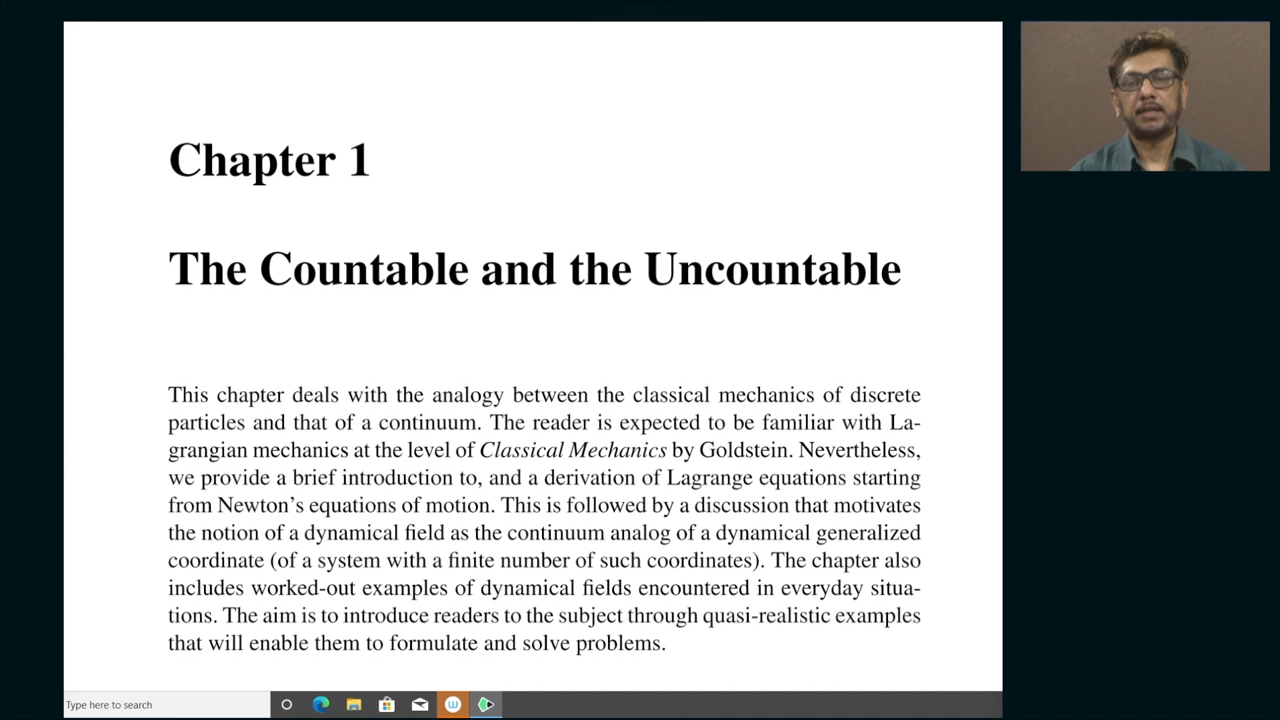 Chapter 1
The Countable and the Uncountable
This chapter deals with the analogy between the classical mechanics of discrete
particles and that of a continuum. The reader is expected to be familiar with La-
grangian mechanics at the level of Classical Mechanics by Goldstein. Nevertheless,
we provide a brief introduction to, and a derivation of Lagrange equations starting
from Newton's equations of motion. This is followed by a discussion that motivates
the notion of a dynamical field as the continuum analog of a dynamical generalized
coordinate (of a system with a finite number of such coordinates). The chapter also
includes worked-out examples of dynamical fields encountered in everyday situa-
tions. The aim is to introduce readers to the subject through quasi-realistic examples
that will enable them to formulate and solve problems.
Type here to search